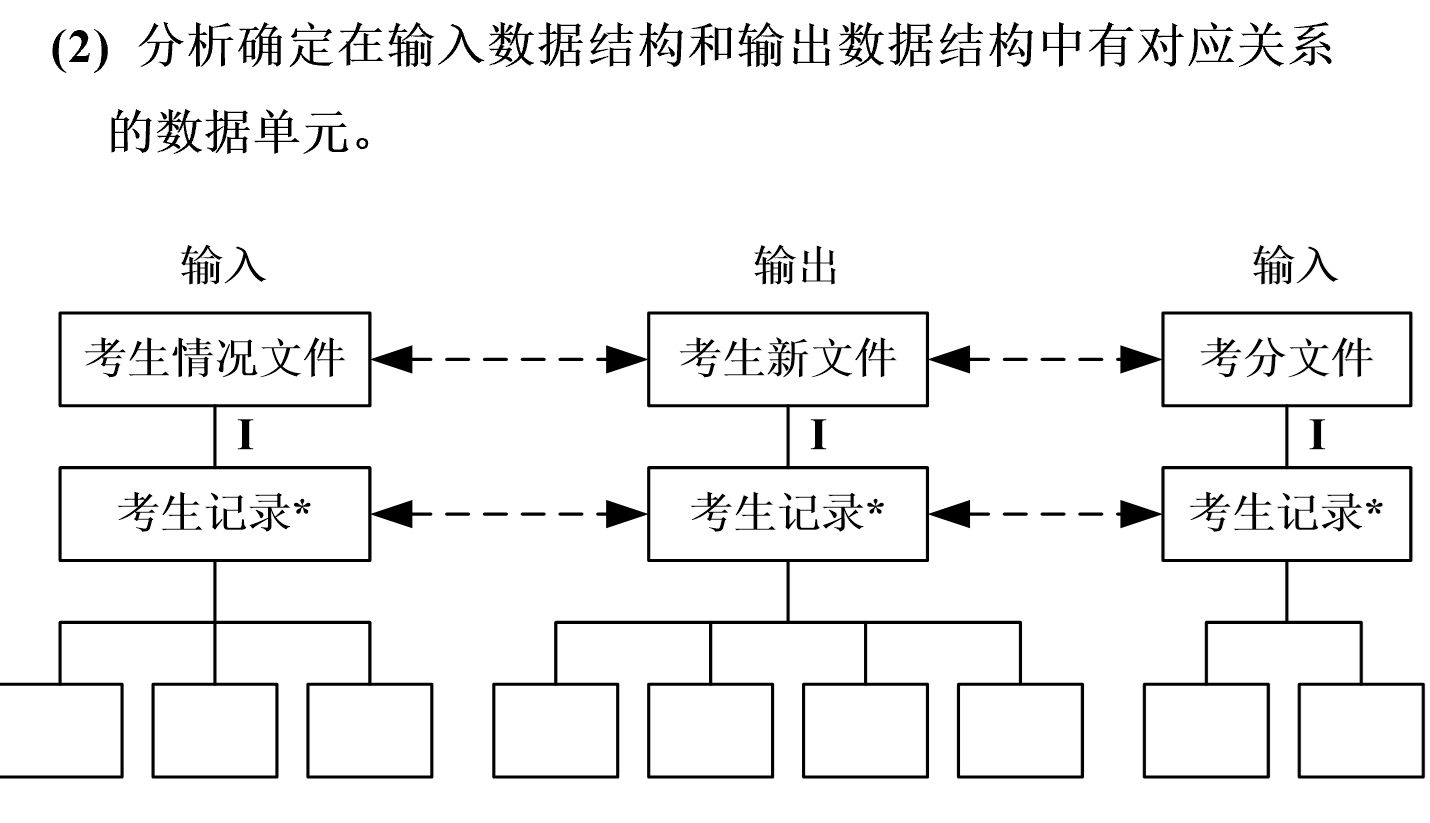 (2) 分析确定在输入数据结构和输出数据结构中有对应关系
的数据单元。
输入 输出 输入
考生情况文件 考生新文件 考分文件
I I I
考生记录* 考生记录* 考生记录*